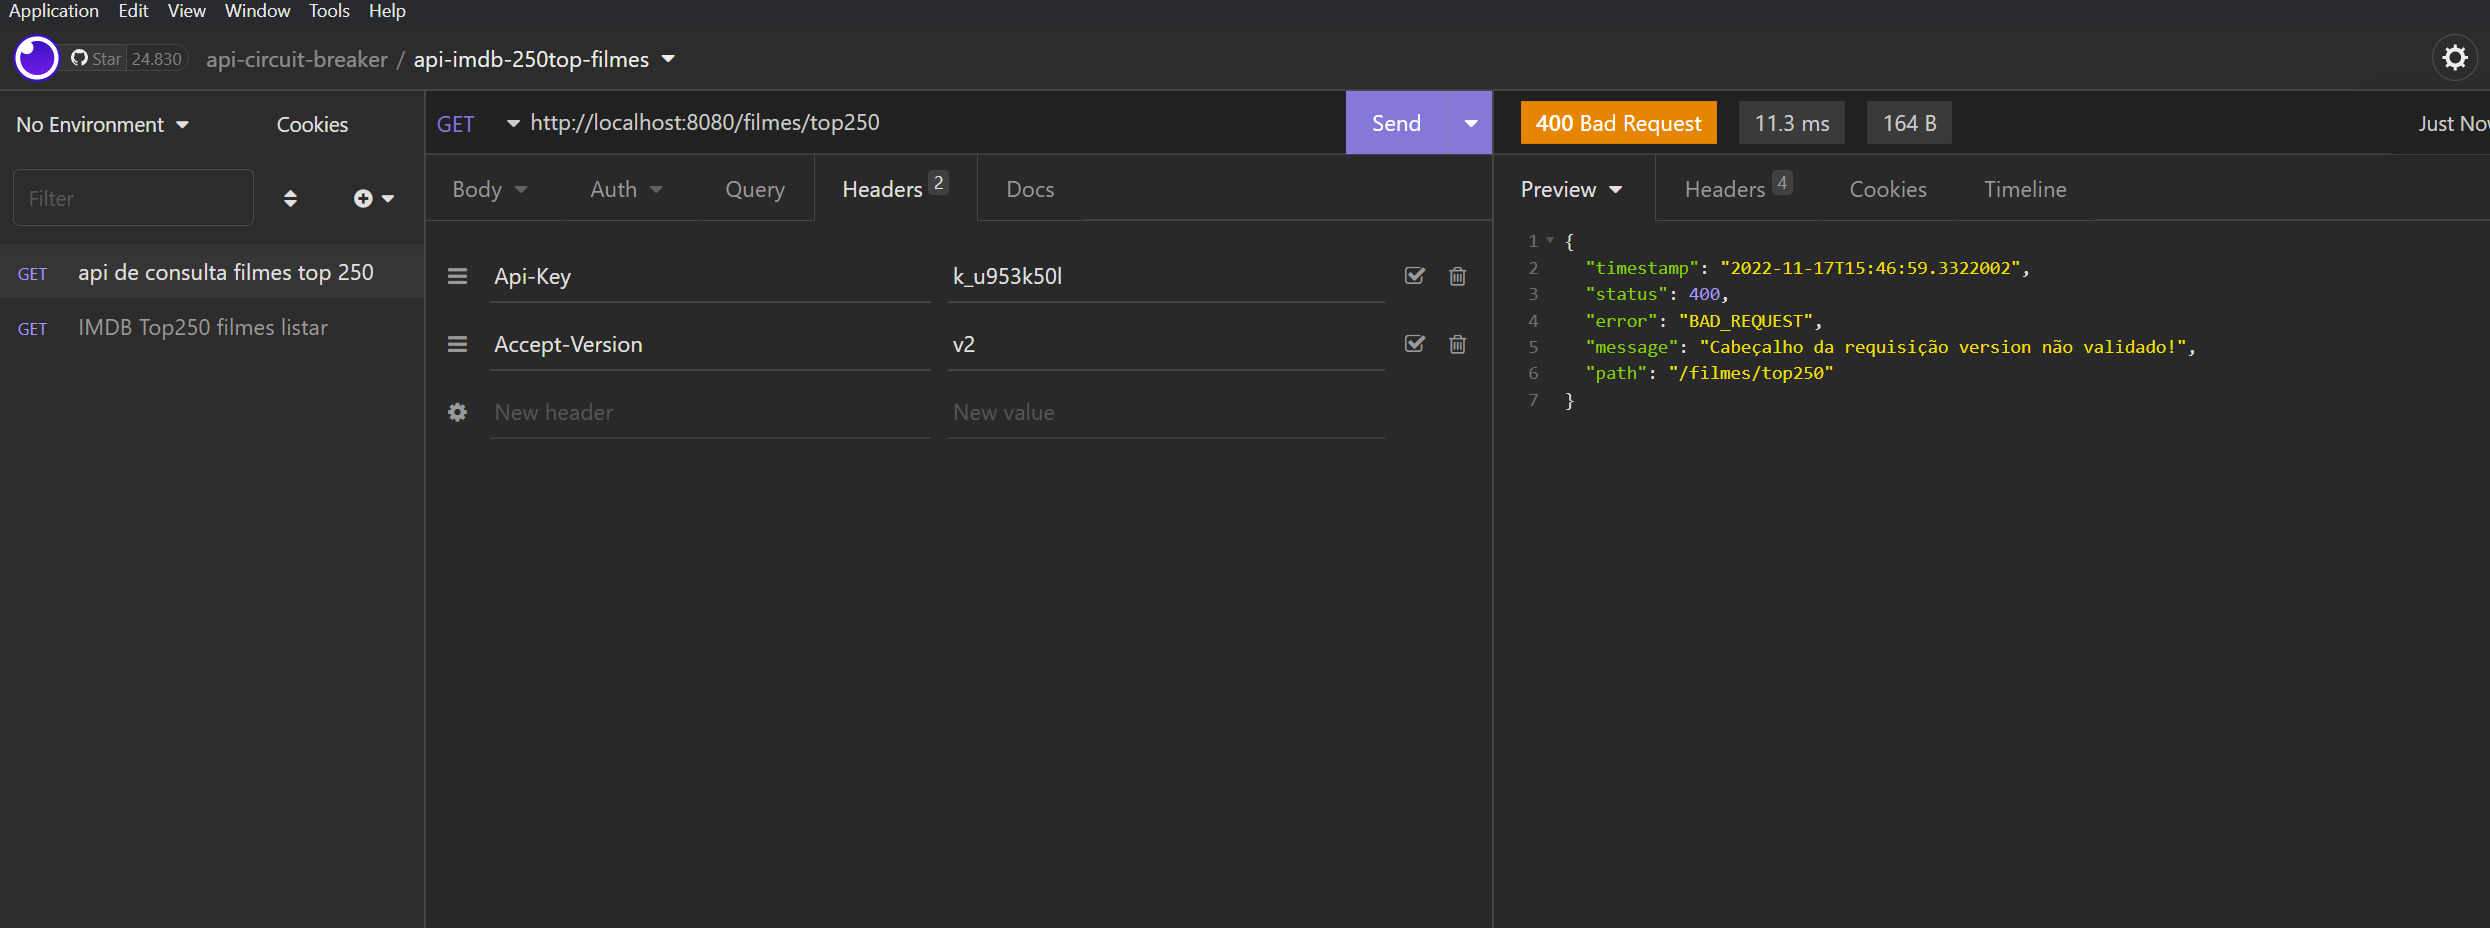 Application Edit View Window Tools Help
Star 24.830 api-circuit-breaker / api-imdb-250top-filmes
No Environment Cookies
Filter
GET api de consulta filmes top 250
GET IMDB Top250 filmes listar
GET http://localhost:8080/filmes/top250 Send
Body Auth Query Headers 2 Docs
Api-Key k_u953k50l
Accept-Version v2
New header New value
400 Bad Request 11.3 ms 164 B Just Now
Preview Headers 4 Cookies Timeline
1 {
2 "timestamp": "2022-11-17T15:46:59.3322002",
3 "status": 400,
4 "error": "BAD_REQUEST",
5 "message": "Cabeçalho da requisição version não validado!",
6 "path": "/filmes/top250"
7 }